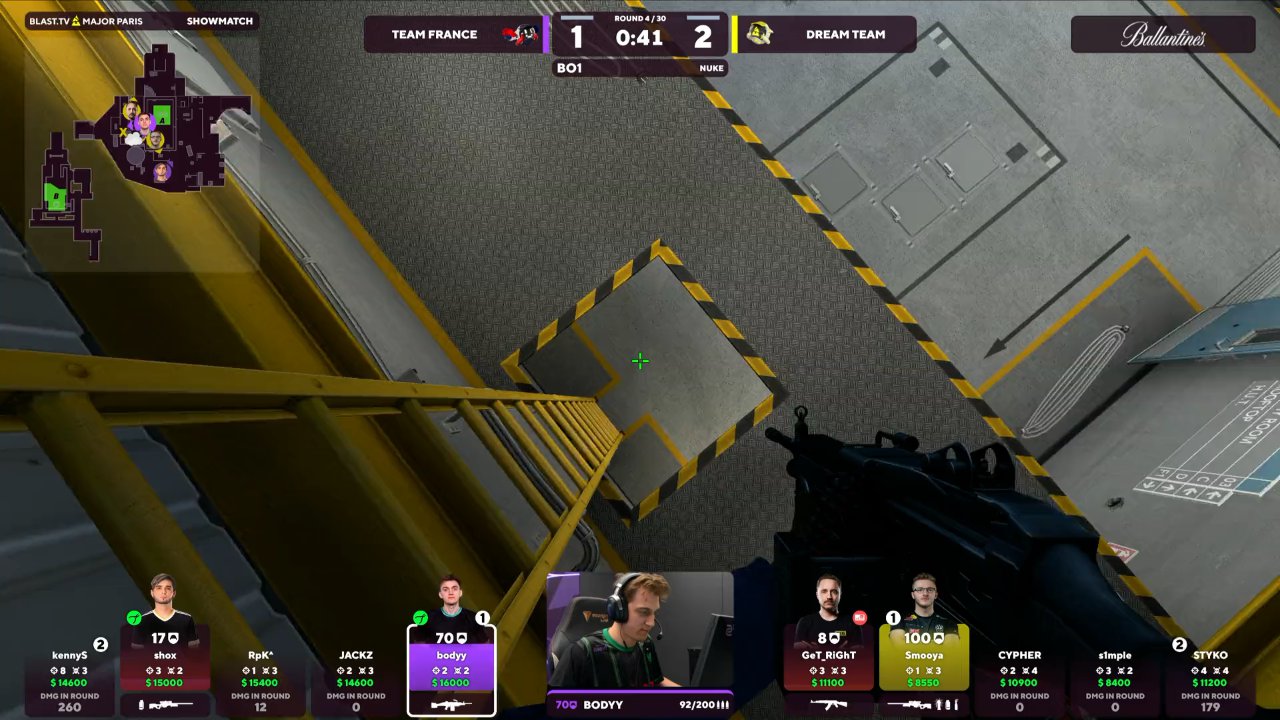 BLAST.TV MAJOR PARIS SHOWMATCH
A
B
X
TEAM FRANCE
1
ROUND 4 / 30
0:41
2
DREAM TEAM
BO1 NUKE
Ballantine's
kennyS
2
8 3
$ 14600
DMG IN ROUND
260
17
shox
3 2
$ 15000
RpK^
1 3
$ 15400
DMG IN ROUND
12
JACKZ
2 3
$ 14600
DMG IN ROUND
0
1
70
bodyy
2 2
$ 16000
70 BODYY 92/200
8
GeT_RiGhT
3 3
$ 11100
1
100
Smooya
1 3
$ 8550
CYPHER
2 4
$ 10900
DMG IN ROUND
0
s1mple
3 2
$ 8400
DMG IN ROUND
0
2
STYKO
4 4
$ 11200
DMG IN ROUND
179